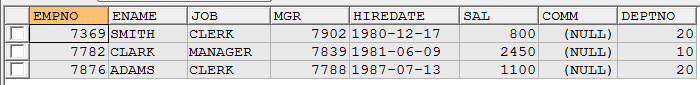 EMPNO ENAME JOB MGR HIREDATE SAL COMM DEPTNO
7369 SMITH CLERK 7902 1980-12-17 800 (NULL) 20
7782 CLARK MANAGER 7839 1981-06-09 2450 (NULL) 10
7876 ADAMS CLERK 7788 1987-07-13 1100 (NULL) 20